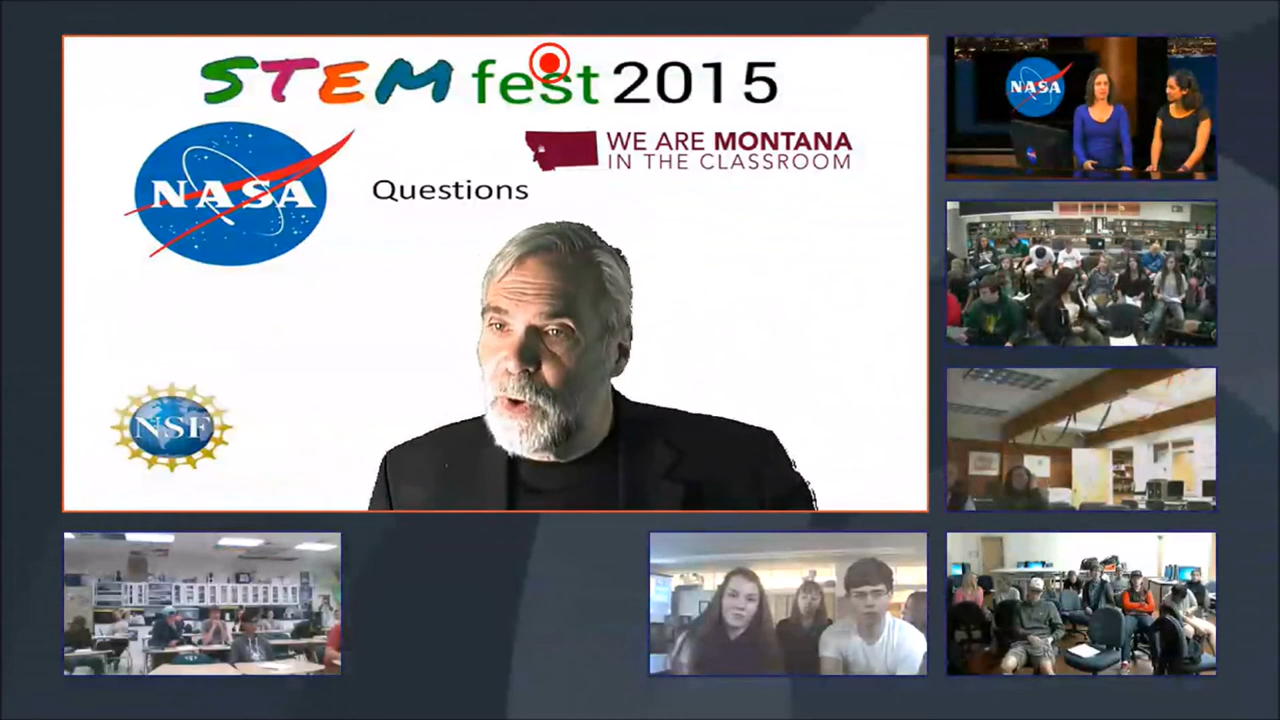 STEM fest 2015
WE ARE MONTANA
IN THE CLASSROOM
NASA
Questions
NSF
NASA